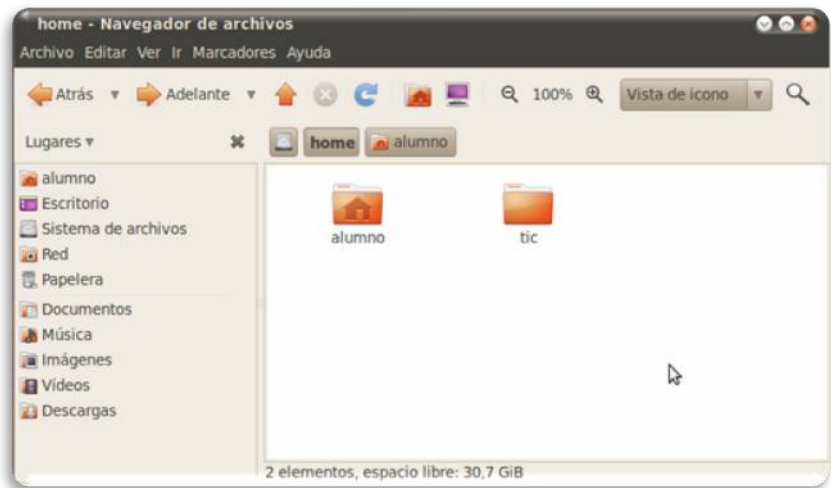 home - Navegador de archivos
Archivo Editar Ver Ir Marcadores Ayuda
Atrás Adelante 100% Vista de icono
Lugares home alumno
alumno
Escritorio
Sistema de archivos
Red
Papelera
Documentos
Música
Imágenes
Vídeos
Descargas
alumno tic
2 elementos, espacio libre: 30,7 GiB